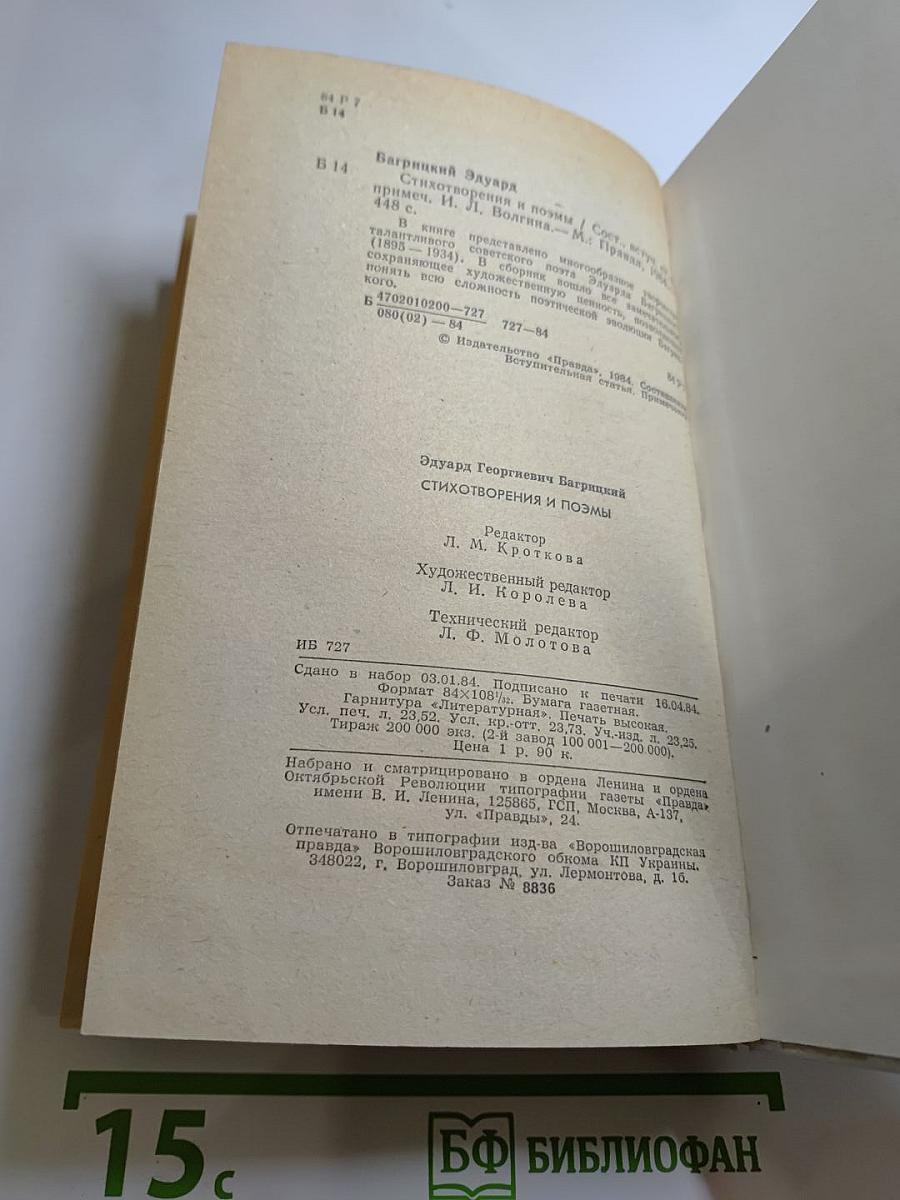 84 Р 7
Б 14
Б 14
Багрицкий Эдуард
Стихотворения и поэмы / Сост., вступ. ст.
примеч. И. Л. Волгина.— М.: Правда, 1984.
448 с.
В книге представлено многообразное
талантливого советского поэта Эдуарда
(1895 — 1934). В сборник вошло все
сохраняющее художественную ценность,
понять всю сложность поэтической эволюции
кого.
Б 4702010200—727 727—84
080(02) — 84
84 Р
© Издательство «Правда», 1984. Составление.
Вступительная статья. Примечания.
Эдуард Георгиевич Багрицкий
СТИХОТВОРЕНИЯ И ПОЭМЫ
Редактор
Л. М. Кроткова
Художественный редактор
Л. И. Королева
Технический редактор
Л. Ф. Молотова
ИБ 727
Сдано в набор 03.01.84. Подписано к печати 16.04.84.
Формат 84×108¹/₃₂. Бумага газетная.
Гарнитура «Литературная». Печать высокая.
Усл. печ. л. 23,52. Усл. кр.-отт. 23,73. Уч.-изд. л. 23,25.
Тираж 200 000 экз. (2-й завод 100 001—200 000).
Цена 1 р. 90 к.
Набрано и сматрицировано в ордена Ленина и ордена
Октябрьской Революции типографии газеты «Правда»
имени В. И. Ленина, 125865, ГСП, Москва, А-137,
ул. «Правды», 24.
Отпечатано в типографии изд-ва «Ворошиловградская
правда» Ворошиловградского обкома КП Украины.
348022, г. Ворошиловград, ул. Лермонтова, д. 1б.
Заказ № 8836
15 с
БФ БИБЛИОФАН